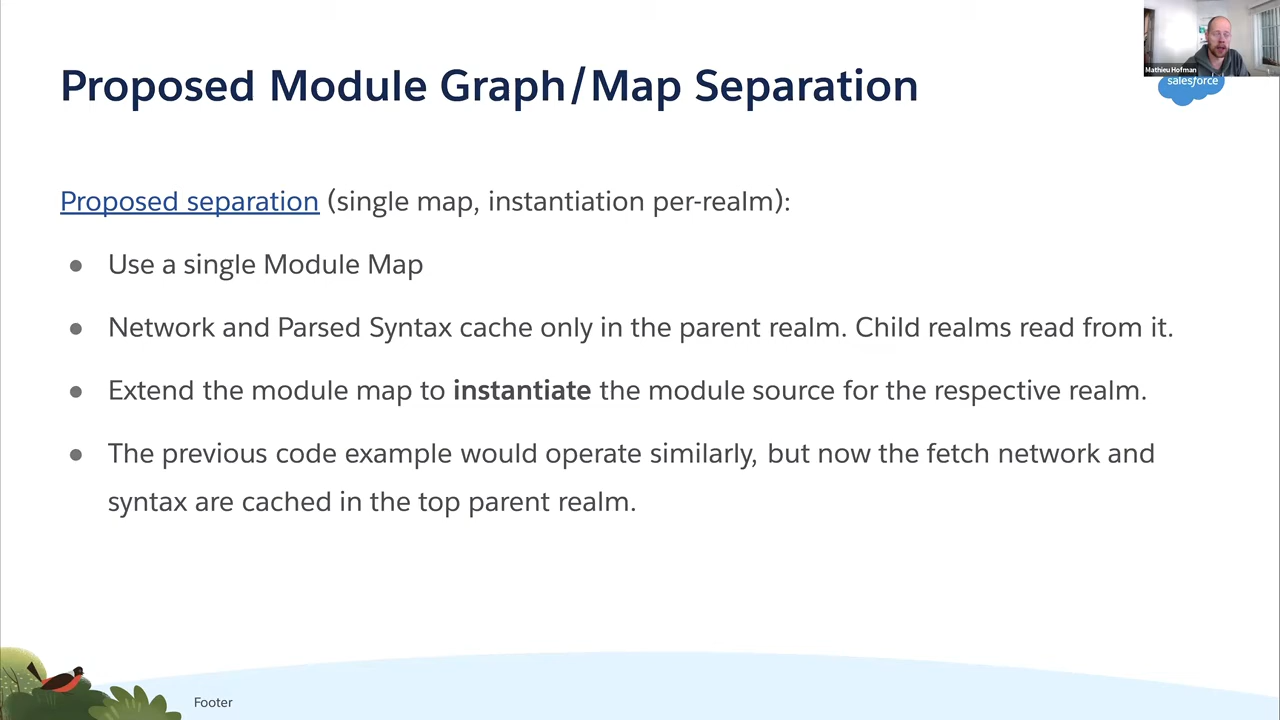 Mathieu Hofman
salesforce
Proposed Module Graph/Map Separation
Proposed separation (single map, instantiation per-realm):
● Use a single Module Map
● Network and Parsed Syntax cache only in the parent realm. Child realms read from it.
● Extend the module map to instantiate the module source for the respective realm.
● The previous code example would operate similarly, but now the fetch network and
syntax are cached in the top parent realm.
Footer